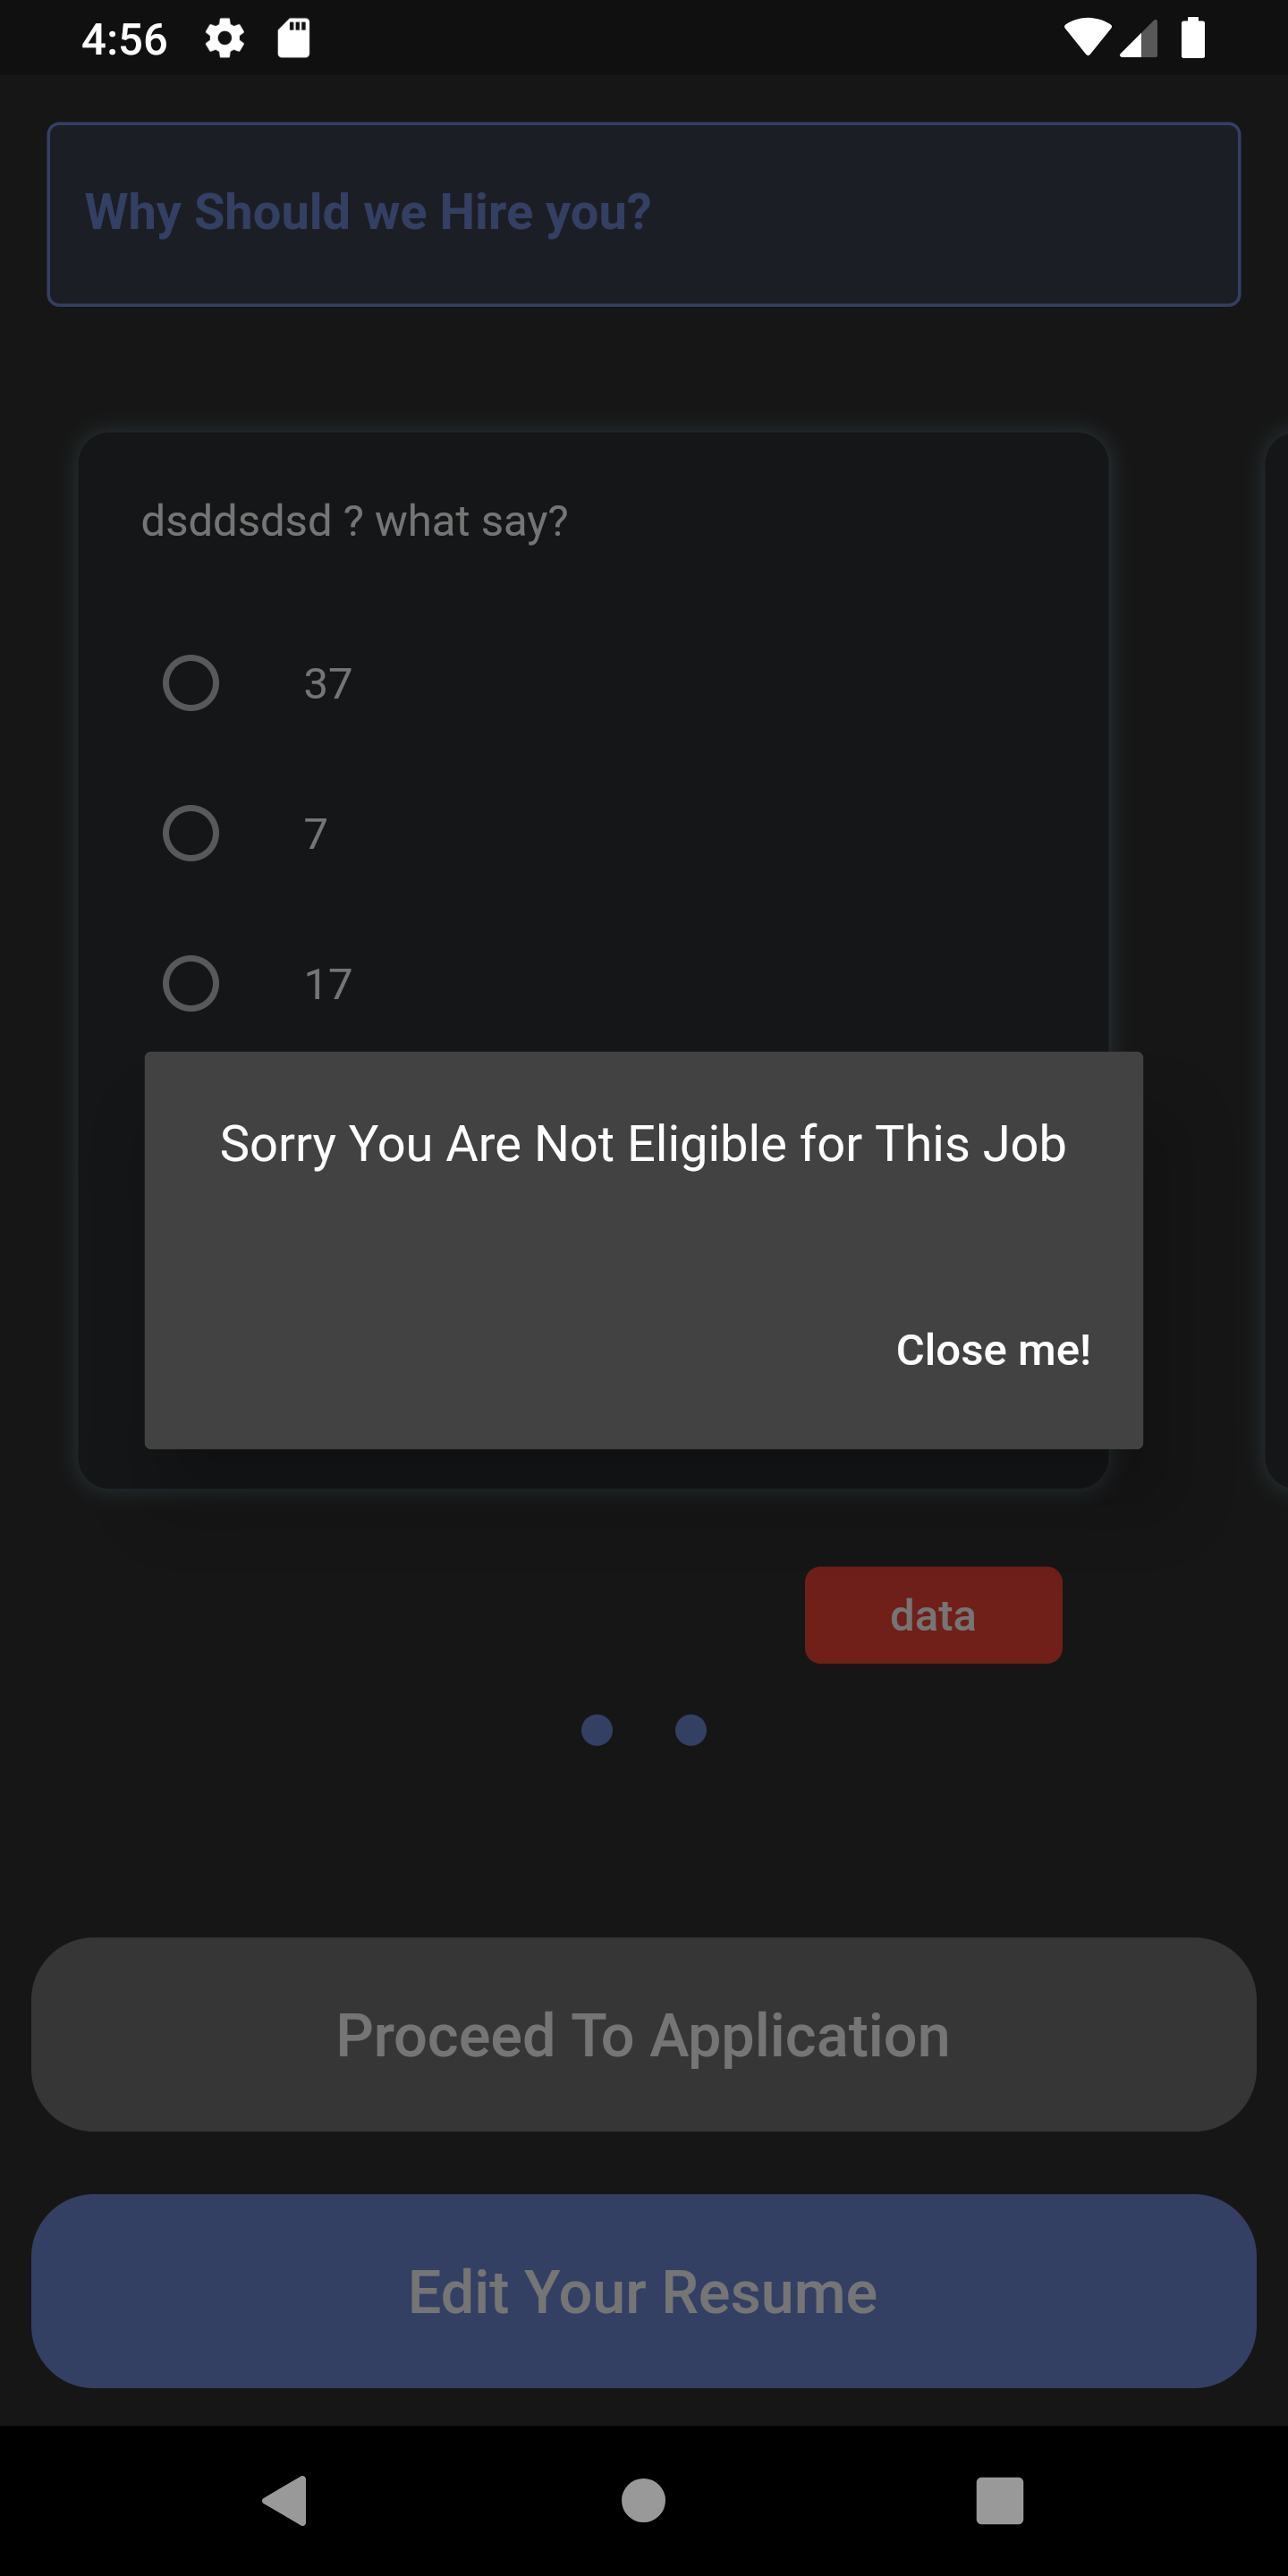 4:56
Why Should we Hire you?
dsddsdsd ? what say?
37
7
17
Sorry You Are Not Eligible for This Job
Close me!
data
Proceed To Application
Edit Your Resume